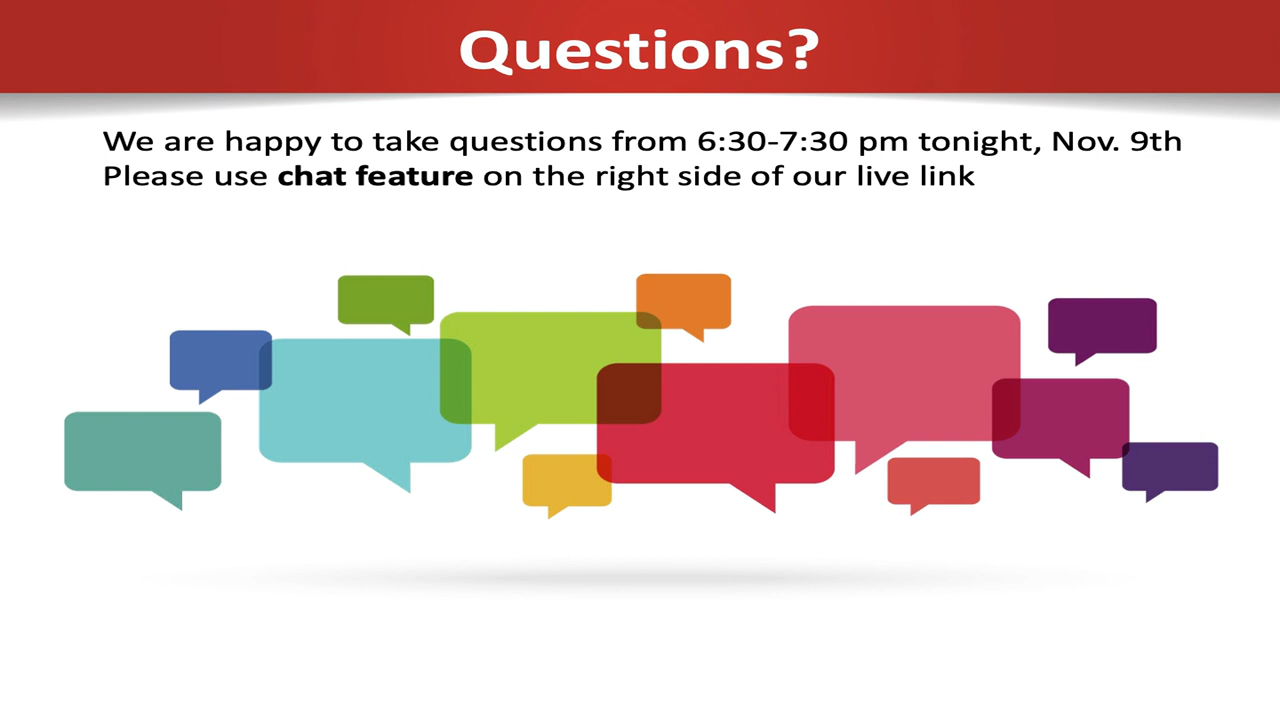 Questions?
We are happy to take questions from 6:30-7:30 pm tonight, Nov. 9th
Please use chat feature on the right side of our live link